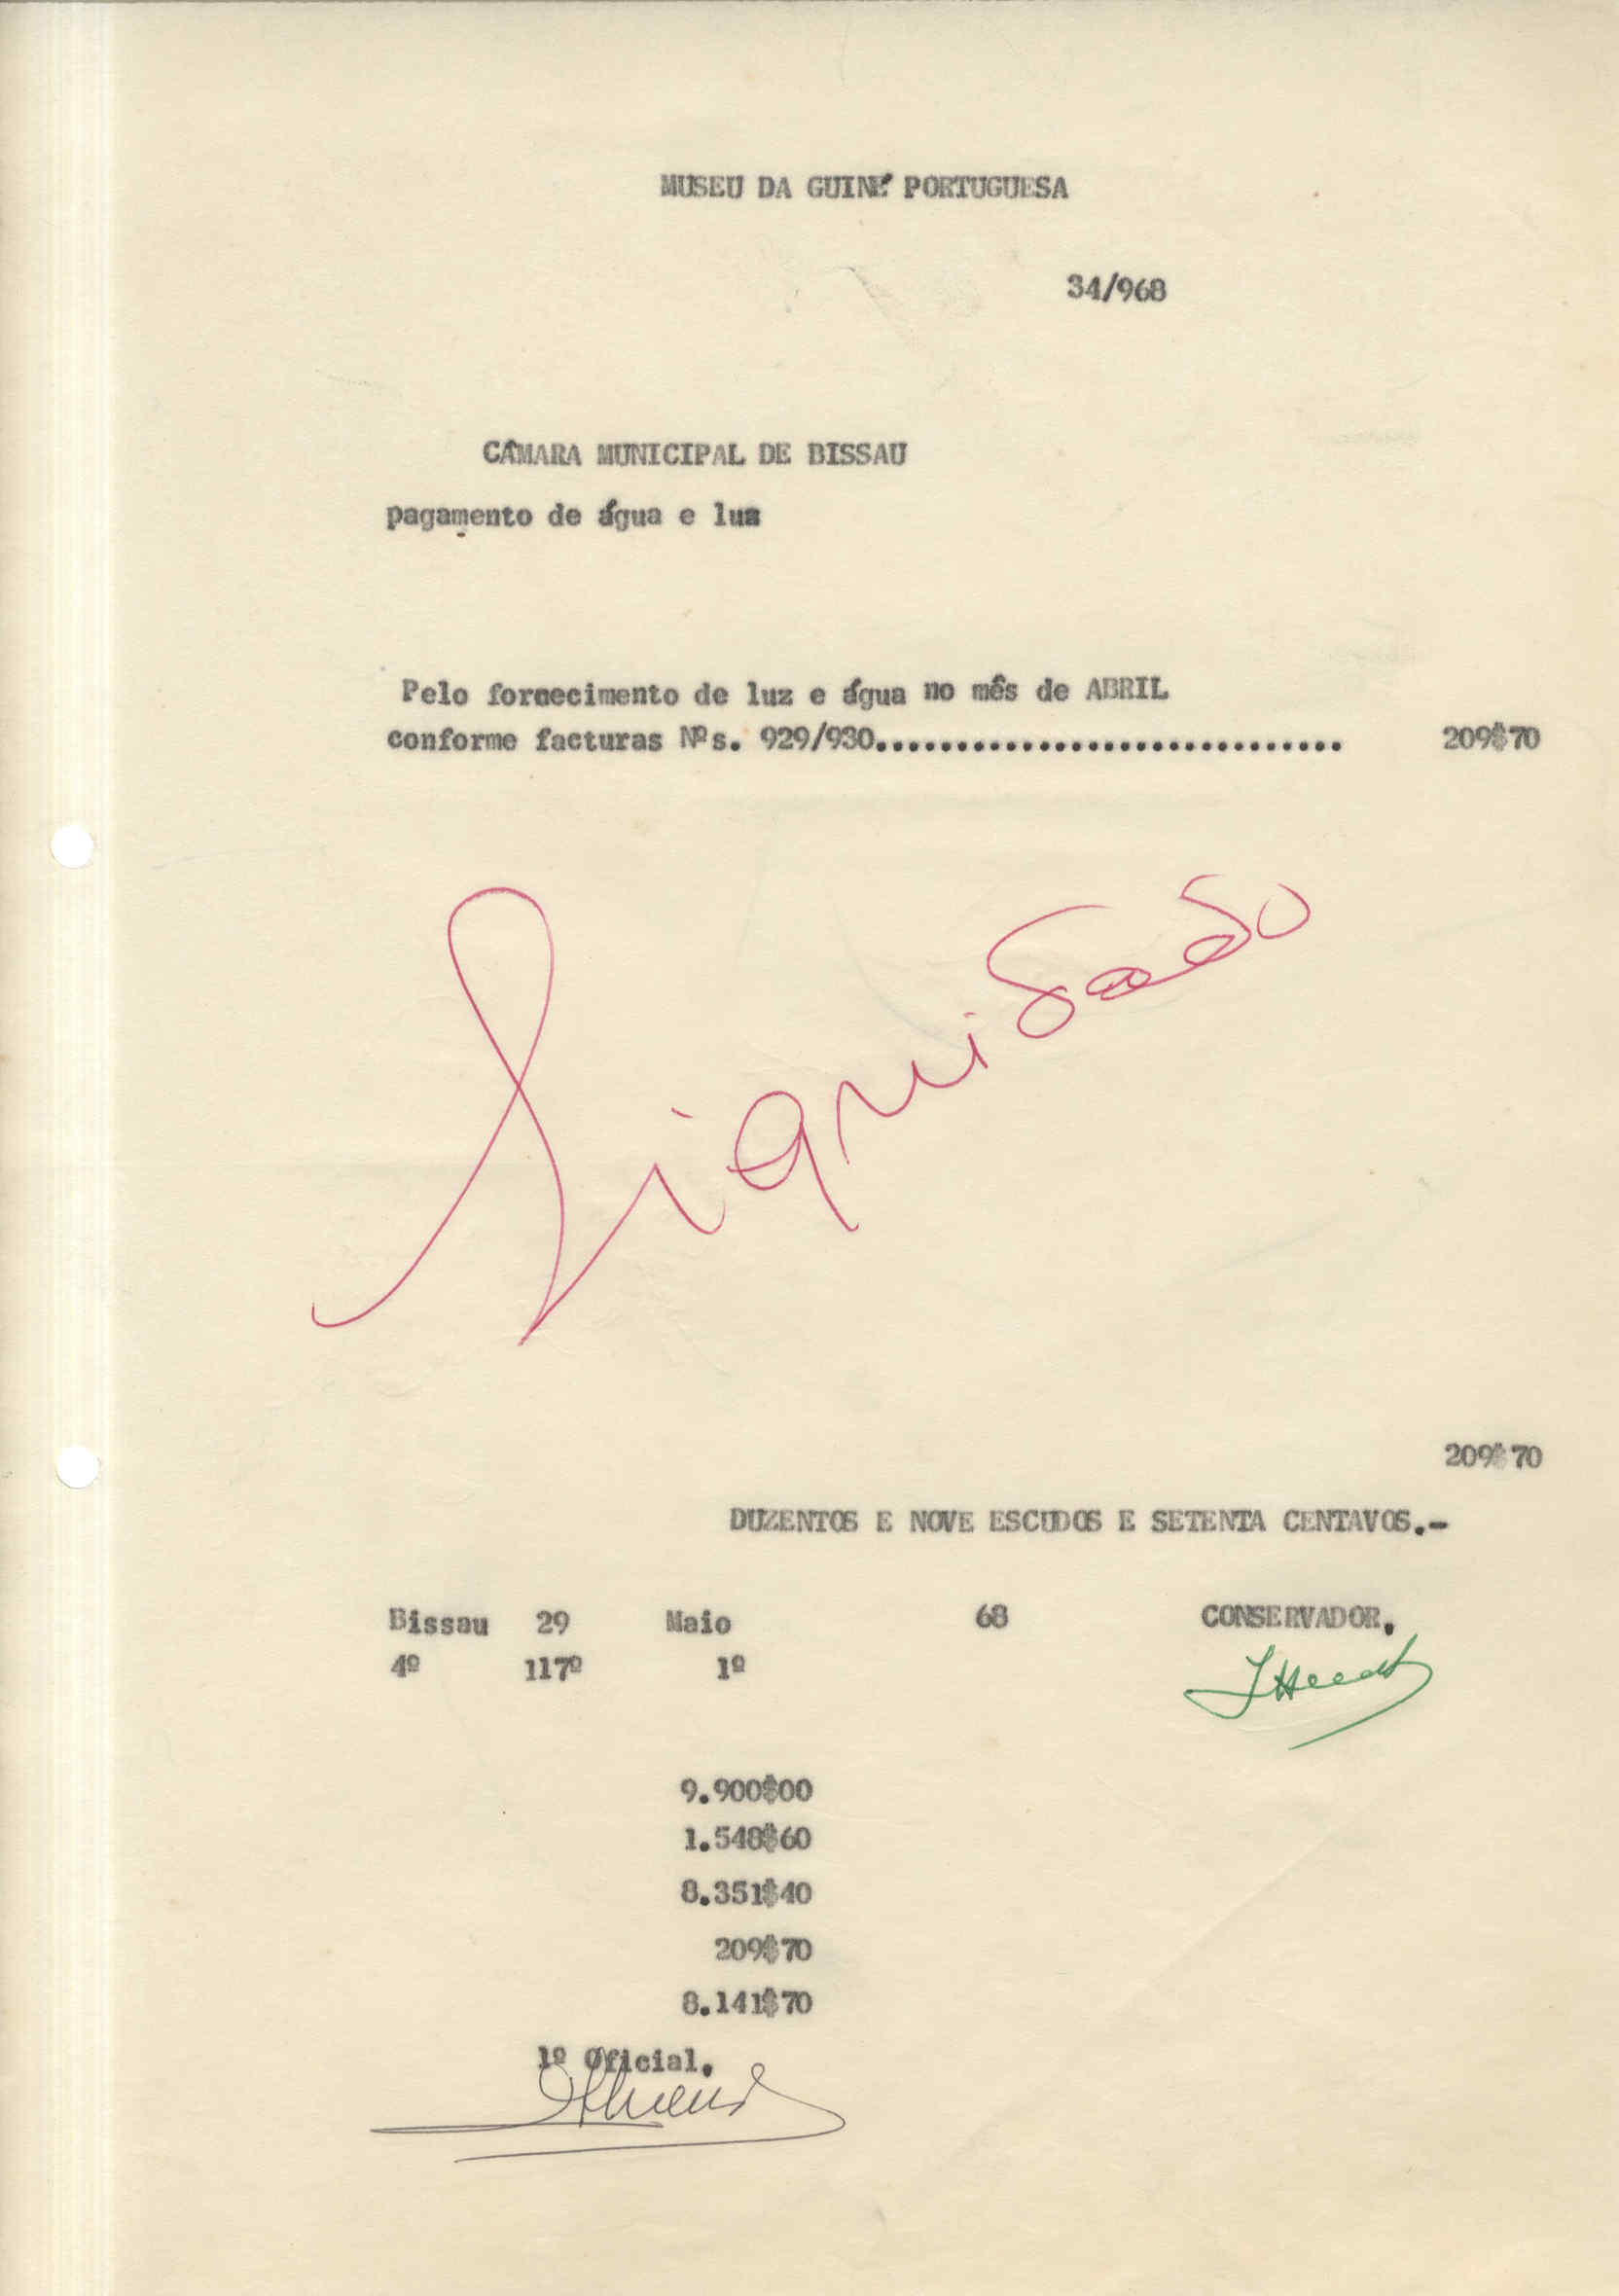 MUSEU DA GUINÉ PORTUGUESA
34/968
CÂMARA MUNICIPAL DE BISSAU
pagamento de água e luz
Pelo fornecimento de luz e água no mês de ABRIL
conforme facturas Nºs. 929/930............................. 209$70
Liquidado
209$70
DUZENTOS E NOVE ESCUDOS E SETENTA CENTAVOS.-
Bissau 29 Maio 68 CONSERVADOR.
4º 117º 1º
9.900$00
1.548$60
8.351$40
209$70
8.141$70
1º Oficial.